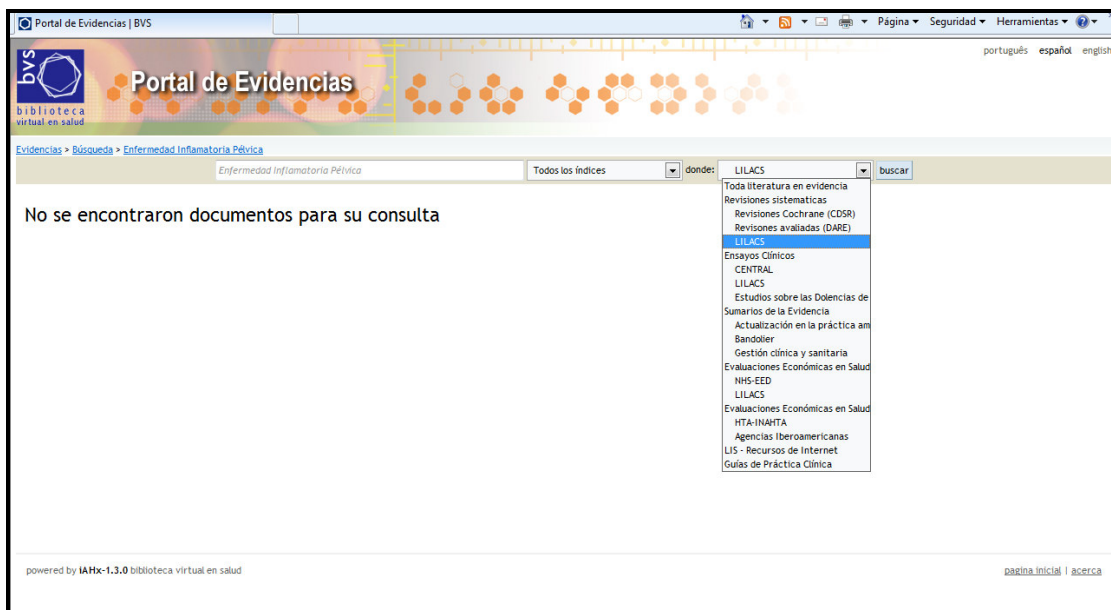 Portal de Evidencias | BVS
Página Seguridad Herramientas
português español english
bvs
biblioteca
virtual en salud
Portal de Evidencias
Evidencias > Búsqueda > Enfermedad Inflamatoria Pélvica
Enfermedad Inflamatoria Pélvica Todos los índices donde: LILACS buscar
No se encontraron documentos para su consulta
Toda literatura en evidencia
Revisiones sistematicas
Revisiones Cochrane (CDSR)
Revisones avaliadas (DARE)
LILACS
Ensayos Clínicos
CENTRAL
LILACS
Estudios sobre las Dolencias de
Sumarios de la Evidencia
Actualización en la práctica am
Bandolier
Gestión clínica y sanitaria
Evaluaciones Económicas en Salud
NHS-EED
LILACS
Evaluaciones Económicas en Salud
HTA-INAHTA
Agencias Iberoamericanas
LIS - Recursos de Internet
Guías de Práctica Clínica
powered by iAHx-1.3.0 biblioteca virtual en salud
pagina inicial | acerca